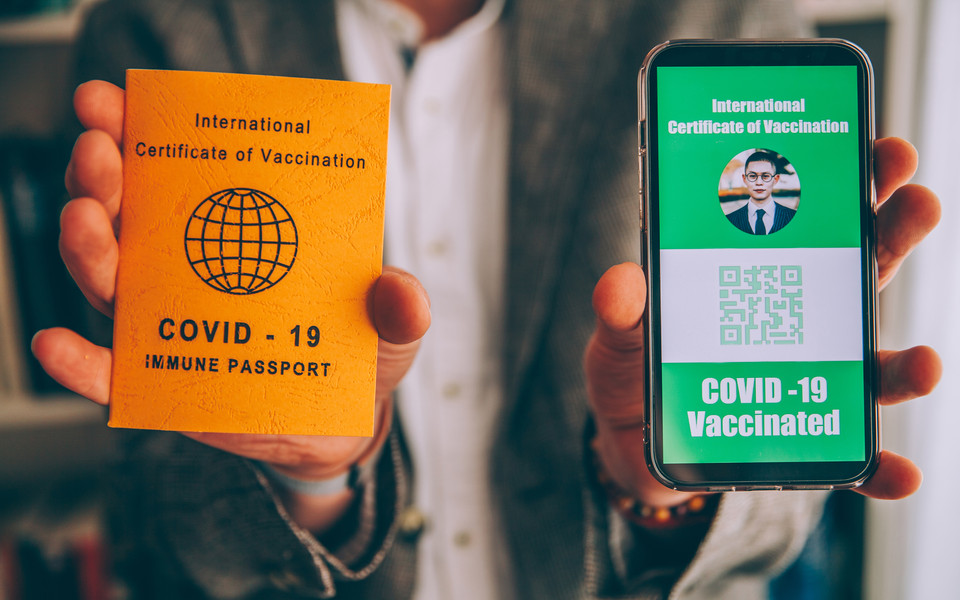 International
Certificate of Vaccination
COVID - 19
IMMUNE PASSPORT
International
Certificate of Vaccination
COVID -19
Vaccinated